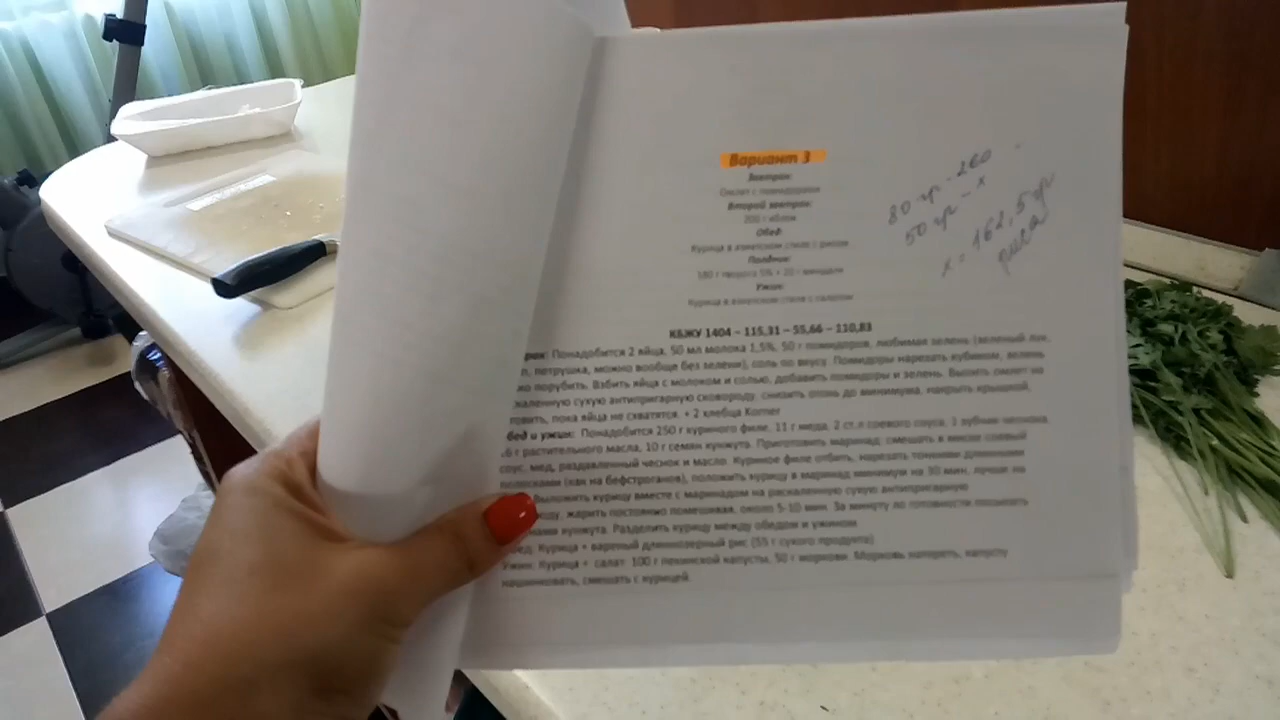 Вариант 3
Завтрак:
Омлет с помидорами
Второй завтрак:
200 г яблок
Обед:
Курица в азиатском стиле с рисом
Полдник:
180 г творога 5% + 20 г миндаля
Ужин:
Курица в азиатском стиле с салатом
80 гр - 260
50 гр - х
х = 162,5 гр
риса
КБЖУ 1404 – 115,31 – 55,66 – 110,83
рак: Понадобится 2 яйца, 50 мл молока 1,5%, 50 г помидоров, любимая зелень (зеленый лук,
п, петрушка, можно вообще без зелени), соль по вкусу. Помидоры нарезать кубиком, зелень
ко порубить. Взбить яйца с молоком и солью, добавить помидоры и зелень. Вылить омлет на
каленную сухую антипригарную сковороду, снизить огонь до минимума, накрыть крышкой,
товить, пока яйца не схватятся. + 2 хлебца Korner
бед и ужин: Понадобится 250 г куриного филе, 11 г меда, 2 ст.л соевого соуса, 1 зубчик чеснока,
6 г растительного масла, 10 г семян кунжута. Приготовить маринад: смешать в миске соевый
соус, мед, раздавленный чеснок и масло. Куриное филе отбить, нарезать тонкими длинными
полосками (как на бефстроганов), положить курицу в маринад минимум на 30 мин, лучше на
Выложить курицу вместе с маринадом на раскаленную сухую антипригарную
жарить постоянно помешивая, около 5-10 мин. За минуту до готовности посыпать
нами кунжута. Разделить курицу между обедом и ужином.
ед: Курица + вареный длиннозерный рис (55 г сухого продукта)
Ужин: Курица + салат: 100 г пекинской капусты, 50 г моркови. Морковь натереть, капусту
нашинковать, смешать с курицей.